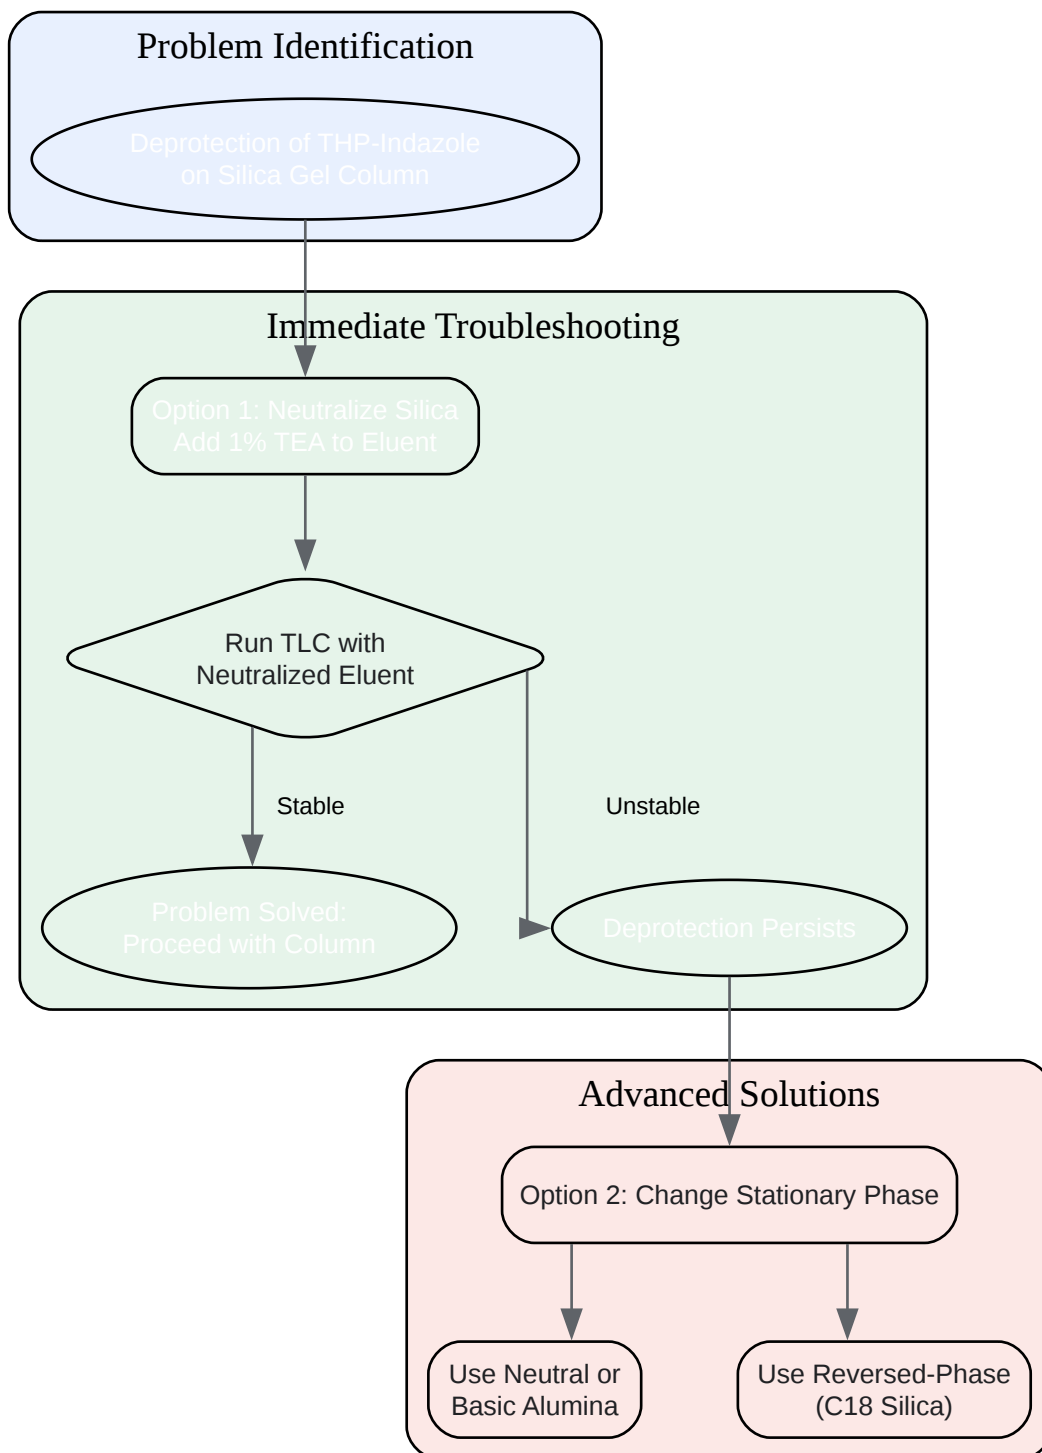 Problem Identification
Deprotection of THP-Indazole
on Silica Gel Column
Immediate Troubleshooting
Option 1: Neutralize Silica
Add 1% TEA to Eluent
Run TLC with
Neutralized Eluent
Stable
Unstable
Problem Solved:
Proceed with Column
Deprotection Persists
Advanced Solutions
Option 2: Change Stationary Phase
Use Neutral or
Basic Alumina
Use Reversed-Phase
(C18 Silica)